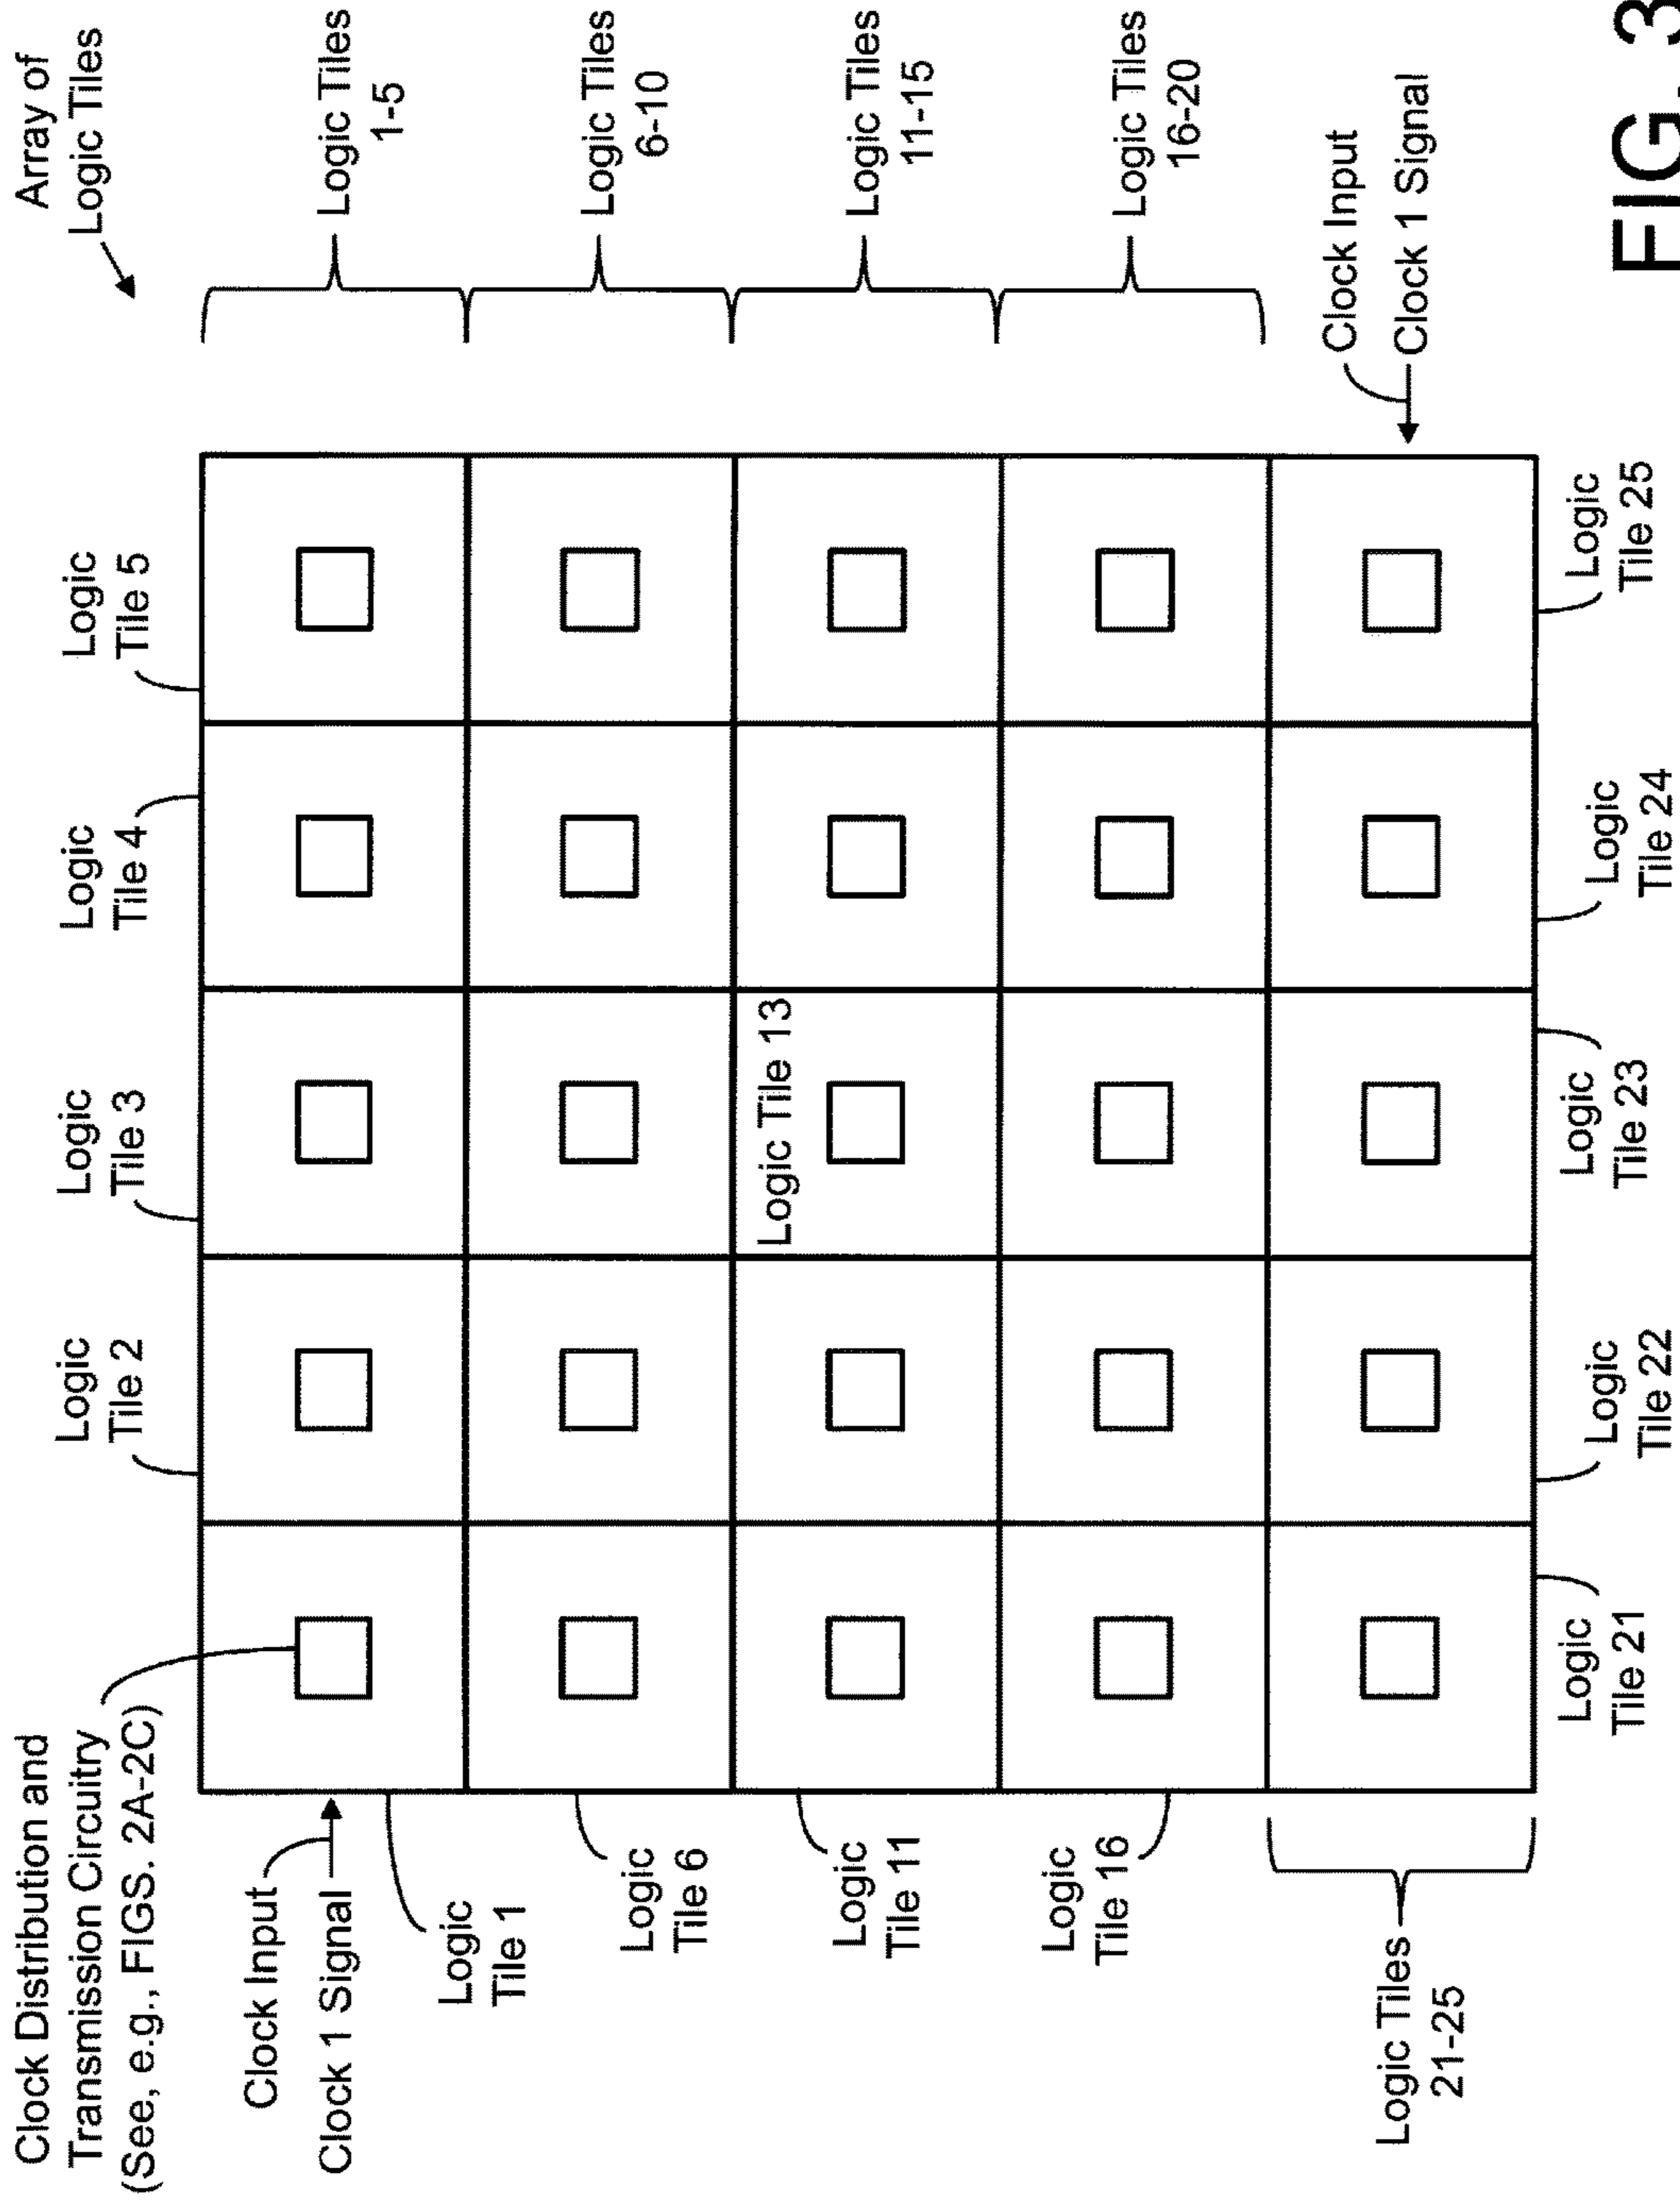 Clock Distribution and
Transmission Circuitry
(See, e.g., FIGS. 2A-2C)
Logic
Tile 2
Logic
Tile 3
Logic
Tile 4
Logic
Tile 5
Array of
Logic Tiles
Clock Input
Clock 1 Signal
Logic
Tile 1
Logic Tiles
1-5
Logic
Tile 6
Logic Tiles
6-10
Logic
Tile 11
Logic Tile 13
Logic Tiles
11-15
Logic
Tile 16
Logic Tiles
16-20
Logic Tiles
21-25
Clock Input
Clock 1 Signal
Logic
Tile 21
Logic
Tile 22
Logic
Tile 23
Logic
Tile 24
Logic
Tile 25
FIG. 3